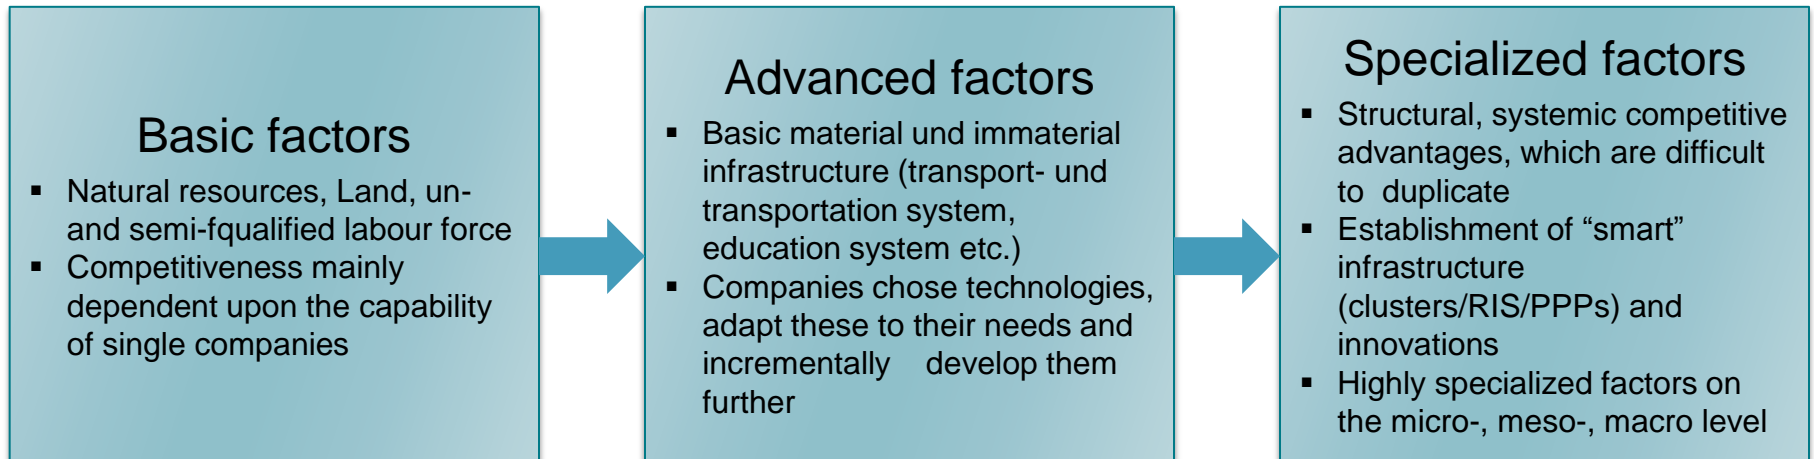 Basic factors
▪ Natural resources, Land, un-
and semi-fqualified labour force
▪ Competitiveness mainly
dependent upon the capability
of single companies
Advanced factors
▪ Basic material und immaterial
infrastructure (transport- und
transportation system,
education system etc.)
▪ Companies chose technologies,
adapt these to their needs and
incrementally develop them
further
Specialized factors
▪ Structural, systemic competitive
advantages, which are difficult
to duplicate
▪ Establishment of “smart”
infrastructure
(clusters/RIS/PPPs) and
innovations
▪ Highly specialized factors on
the micro-, meso-, macro level